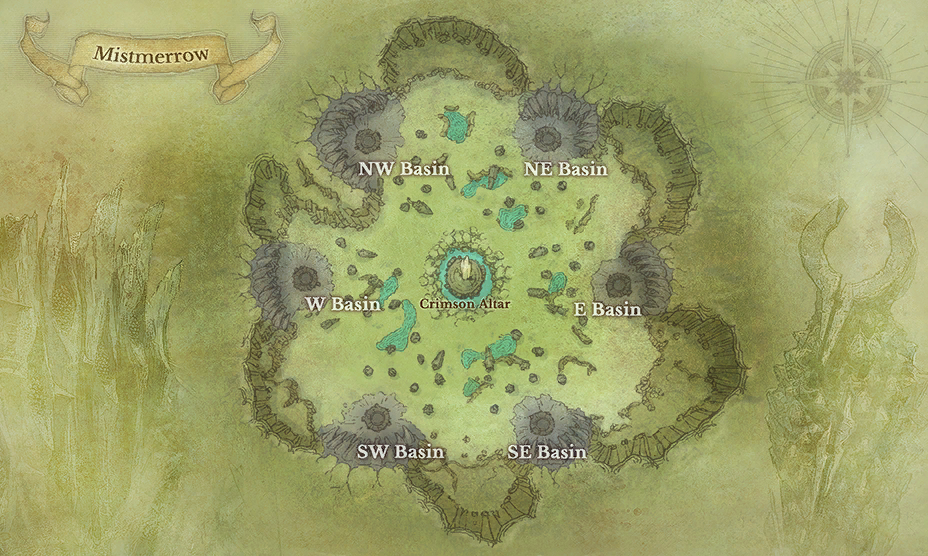 Mistmerrow
NW Basin
NE Basin
W Basin
Crimson Altar
E Basin
SW Basin
SE Basin